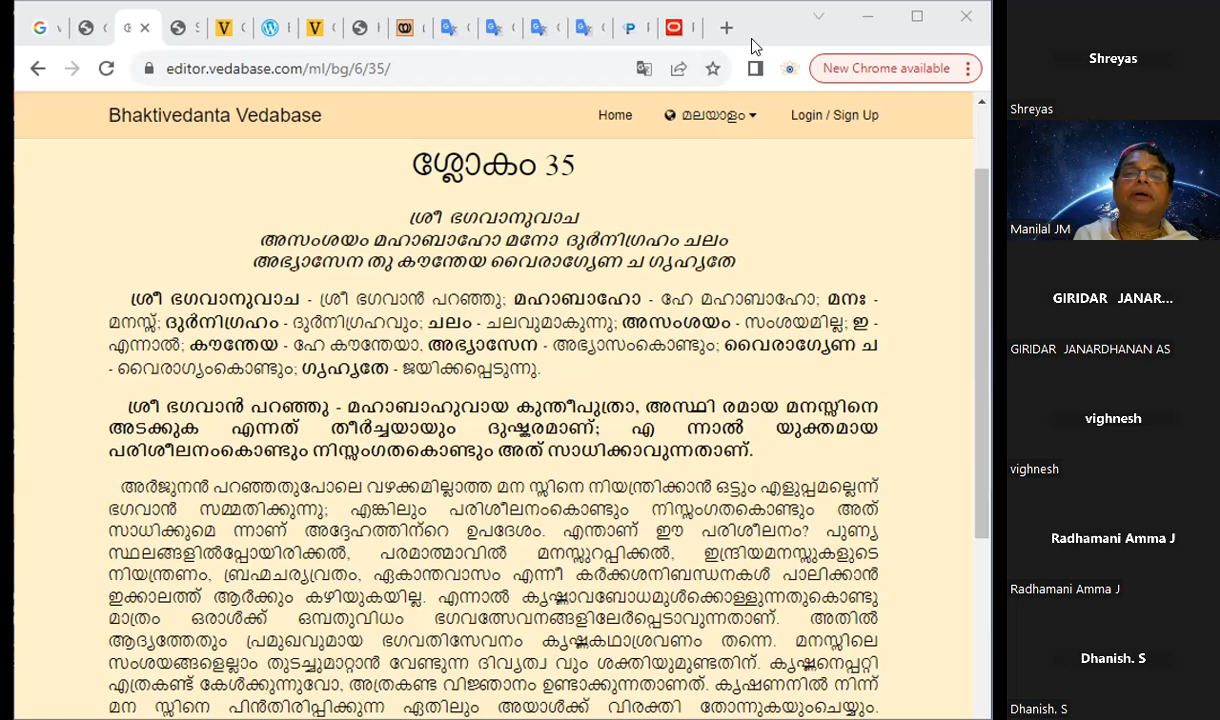 editor.vedabase.com/ml/bg/6/35/
New Chrome available
Bhaktivedanta Vedabase
Home
മലയാളം
Login / Sign Up
ശ്ലോകം 35
ശ്രീ ഭഗവാനുവാച
അസംശയം മഹാബാഹോ മനോ ദുർനിഗ്രഹം ചലം
അഭ്യാസേന തു കൗന്തേയ വൈരാഗ്യേണ ച ഗൃഹ്യതേ
ശ്രീ ഭഗവാനുവാച - ശ്രീ ഭഗവാൻ പറഞ്ഞു; മഹാബാഹോ - ഹേ മഹാബാഹോ; മനഃ -
മനസ്സ്; ദുർനിഗ്രഹം - ദുർനിഗ്രഹവും; ചലം - ചലവുമാകുന്നു; അസംശയം - സംശയമില്ല; ഇ -
എന്നാൽ; കൗന്തേയ - ഹേ കൗന്തേയാ, അഭ്യാസേന - അഭ്യാസംകൊണ്ടും; വൈരാഗ്യേണ ച
- വൈരാഗ്യംകൊണ്ടും; ഗൃഹ്യതേ - ജയിക്കപ്പെടുന്നു.
ശ്രീ ഭഗവാൻ പറഞ്ഞു - മഹാബാഹുവായ കുന്തീപുത്രാ, അസ്ഥി രമായ മനസ്സിനെ
അടക്കുക എന്നത് തീർച്ചയായും ദുഷ്കരമാണ്; എ ന്നാൽ യുക്തമായ
പരിശീലനംകൊണ്ടും നിസ്സംഗതകൊണ്ടും അത് സാധിക്കാവുന്നതാണ്.
അർജുനൻ പറഞ്ഞതുപോലെ വഴക്കമില്ലാത്ത മന സ്സിനെ നിയന്ത്രിക്കാൻ ഒട്ടും എളുപ്പമല്ലെന്ന്
ഭഗവാൻ സമ്മതിക്കുന്നു; എങ്കിലും പരിശീലനംകൊണ്ടും നിസ്സംഗതകൊണ്ടും അത്
സാധിക്കുമെ ന്നാണ് അദ്ദേഹത്തിൻറെ ഉപദേശം. എന്താണ് ഈ പരിശീലനം? പുണ്യ
സ്ഥലങ്ങളിൽപ്പോയിരിക്കൽ, പരമാത്മാവിൽ മനസ്സുറപ്പിക്കൽ, ഇന്ദ്രിയമനസ്സുകളുടെ
നിയന്ത്രണം, ബ്രഹ്മചര്യവ്രതം, ഏകാന്തവാസം എന്നീ കർക്കശനിബന്ധനകൾ പാലിക്കാൻ
ഇക്കാലത്ത് ആർക്കും കഴിയുകയില്ല. എന്നാൽ കൃഷ്ണാവബോധമുൾക്കൊള്ളുന്നതുകൊണ്ടു
മാത്രം ഒരാൾക്ക് ഒമ്പതുവിധം ഭഗവത്സേവനങ്ങളിലേർപ്പെടാവുന്നതാണ്. അതിൽ
ആദ്യത്തേതും പ്രമുഖവുമായ ഭഗവതിസേവനം കൃഷ്ണകഥാശ്രവണം തന്നെ. മനസ്സിലെ
സംശയങ്ങളെല്ലാം തുടച്ചുമാറ്റാൻ വേണ്ടുന്ന ദിവ്യത്വ വും ശക്തിയുമുണ്ടതിന്. കൃഷ്ണനെപ്പറ്റി
എത്രകണ്ട് കേൾക്കുന്നുവോ, അത്രകണ്ട വിജ്ഞാനം ഉണ്ടാക്കുന്നതാണത്. കൃഷണനിൽ നിന്ന്
മന സ്സിനെ പിൻതിരിപ്പിക്കുന്ന ഏതിലും അയാൾക്ക് വിരക്തി തോന്നുകയുംചെയ്യും.
Shreyas
Shreyas
Manilal JM
GIRIDAR JANAR...
GIRIDAR JANARDHANAN AS
vighnesh
vighnesh
Radhamani Amma J
Radhamani Amma J
Dhanish. S
Dhanish. S